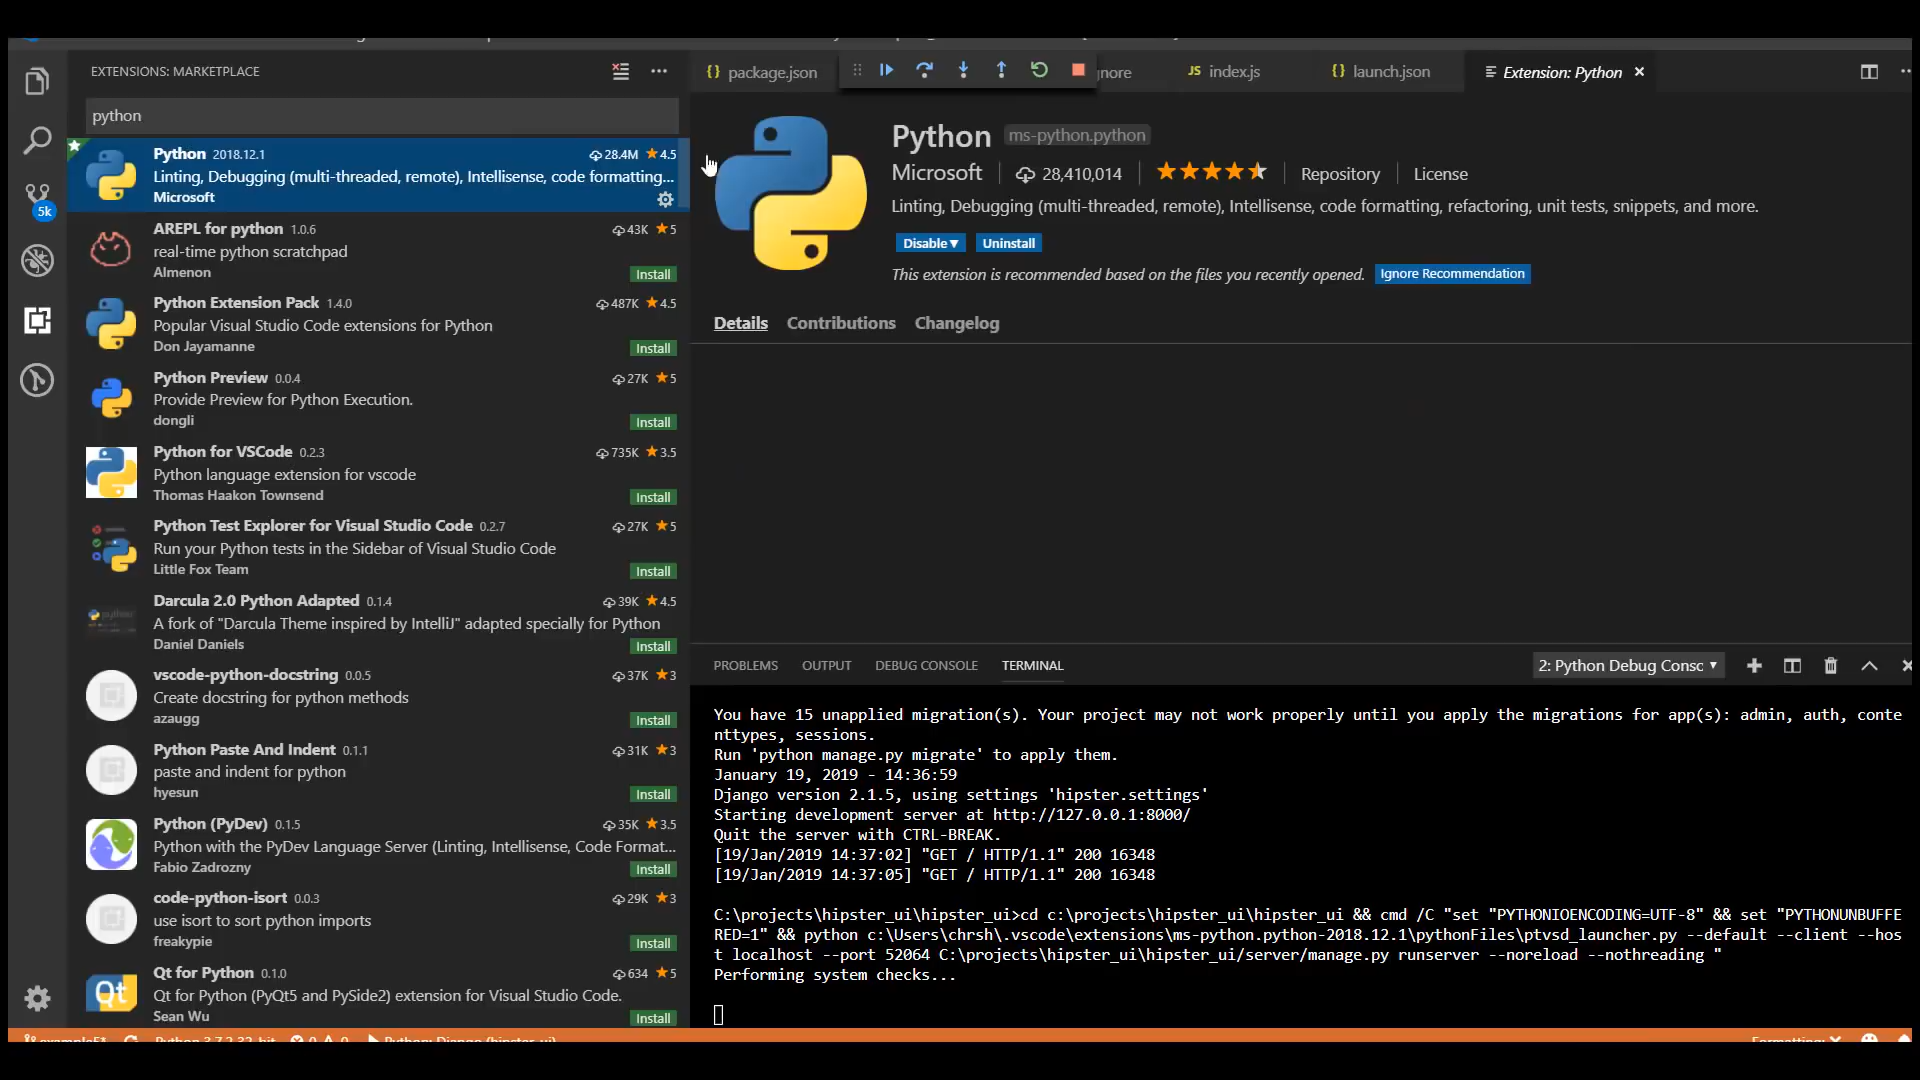 EXTENSIONS: MARKETPLACE
package.json
index.js
launch.json
Extension: Python
python
Python 2018.12.1 28.4M 4.5
Linting, Debugging (multi-threaded, remote), Intellisense, code formatting...
Microsoft
AREPL for python 1.0.6 43K 5
real-time python scratchpad
Almenon
Install
Python Extension Pack 1.4.0 487K 4.5
Popular Visual Studio Code extensions for Python
Don Jayamanne
Install
Python Preview 0.0.4 27K 5
Provide Preview for Python Execution.
dongli
Install
Python for VSCode 0.2.3 735K 3.5
Python language extension for vscode
Thomas Haakon Townsend
Install
Python Test Explorer for Visual Studio Code 0.2.7 27K 5
Run your Python tests in the Sidebar of Visual Studio Code
Little Fox Team
Install
Darcula 2.0 Python Adapted 0.1.4 39K 4.5
A fork of "Darcula Theme inspired by IntelliJ" adapted specially for Python
Daniel Daniels
Install
vscode-python-docstring 0.0.5 37K 3
Create docstring for python methods
azaugg
Install
Python Paste And Indent 0.1.1 31K 3
paste and indent for python
hyesun
Install
Python (PyDev) 0.1.5 35K 3.5
Python with the PyDev Language Server (Linting, Intellisense, Code Format...
Fabio Zadrozny
Install
code-python-isort 0.0.3 29K 3
use isort to sort python imports
freakypie
Install
Qt for Python 0.1.0 634 5
Qt for Python (PyQt5 and PySide2) extension for Visual Studio Code.
Sean Wu
Install
5k
Qt
Python ms-python.python
Microsoft 28,410,014 Repository License
Linting, Debugging (multi-threaded, remote), Intellisense, code formatting, refactoring, unit tests, snippets, and more.
Disable Uninstall
This extension is recommended based on the files you recently opened. Ignore Recommendation
Details Contributions Changelog
PROBLEMS OUTPUT DEBUG CONSOLE TERMINAL
2: Python Debug Consc
You have 15 unapplied migration(s). Your project may not work properly until you apply the migrations for app(s): admin, auth, conte
nttypes, sessions.
Run 'python manage.py migrate' to apply them.
January 19, 2019 - 14:36:59
Django version 2.1.5, using settings 'hipster.settings'
Starting development server at http://127.0.0.1:8000/
Quit the server with CTRL-BREAK.
[19/Jan/2019 14:37:02] "GET / HTTP/1.1" 200 16348
[19/Jan/2019 14:37:05] "GET / HTTP/1.1" 200 16348
C:\projects\hipster_ui\hipster_ui>cd c:\projects\hipster_ui\hipster_ui && cmd /C "set "PYTHONIOENCODING=UTF-8" && set "PYTHONUNBUFFE
RED=1" && python c:\Users\chrsh\.vscode\extensions\ms-python.python-2018.12.1\pythonFiles\ptvsd_launcher.py --default --client --hos
t localhost --port 52064 C:\projects\hipster_ui\hipster_ui/server/manage.py runserver --noreload --nothreading "
Performing system checks...